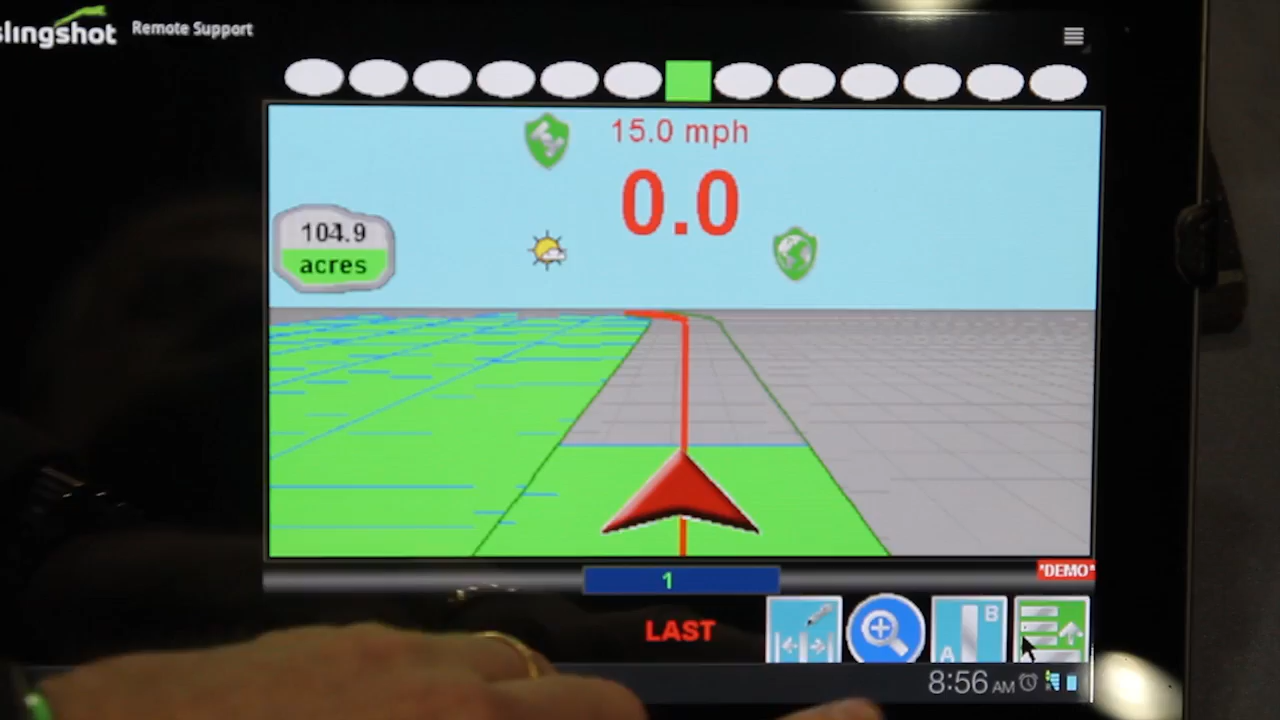 slingshot Remote Support
15.0 mph
0.0
104.9
acres
1
*DEMO*
LAST
A B
8:56 AM